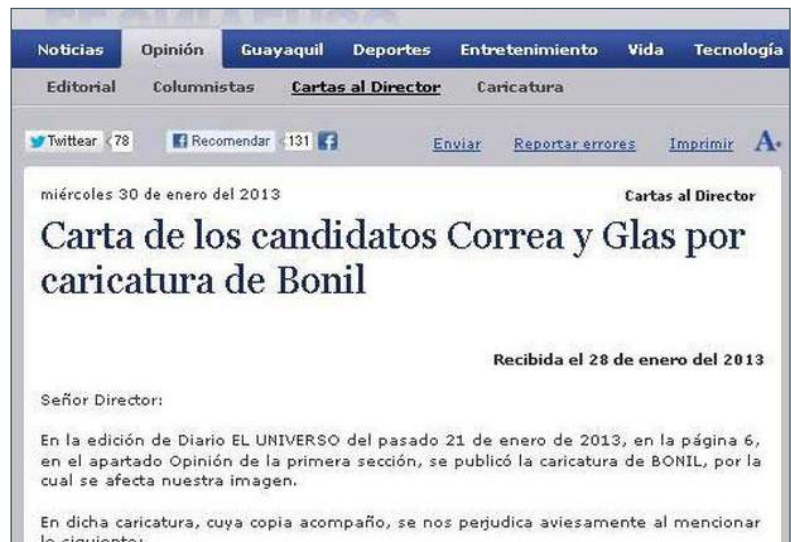 Noticias Opinión Guayaquil Deportes Entretenimiento Vida Tecnología
Editorial Columnistas Cartas al Director Caricatura
Twittear 78 Recomendar 131 Enviar Reportar errores Imprimir A+
miércoles 30 de enero del 2013 Cartas al Director
Carta de los candidatos Correa y Glas por
caricatura de Bonil
Recibida el 28 de enero del 2013
Señor Director:
En la edición de Diario EL UNIVERSO del pasado 21 de enero de 2013, en la página 6,
en el apartado Opinión de la primera sección, se publicó la caricatura de BONIL, por la
cual se afecta nuestra imagen.
En dicha caricatura, cuya copia acompaño, se nos perjudica aviesamente al mencionar
lo siguiente: